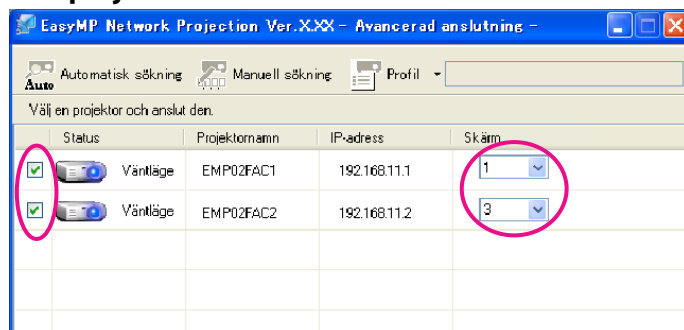 EasyMP Network Projection Ver.X.XX - Avancerad anslutning -
Auto Automatisk sökning Manuell sökning Profil
Välj en projektor och anslut den.
Status Projektornamn IP-adress Skärm
Väntläge EMP02FAC1 192.168.11.1 1
Väntläge EMP02FAC2 192.168.11.2 3